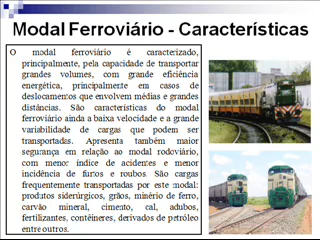 Modal Ferroviário - Características
O modal ferroviário é caracterizado,
principalmente, pela capacidade de transportar
grandes volumes, com grande eficiência
energética, principalmente em casos de
deslocamentos que envolvem médias e grandes
distâncias. São características do modal
ferroviário ainda a baixa velocidade e a grande
variabilidade de cargas que podem ser
transportadas. Apresenta também maior
segurança em relação ao modal rodoviário,
com menor índice de acidentes e menor
incidência de furtos e roubos. São cargas
frequentemente transportadas por este modal:
produtos siderúrgicos, grãos, minério de ferro,
carvão mineral, cimento, cal, adubos,
fertilizantes, contêineres, derivados de petróleo
entre outros.